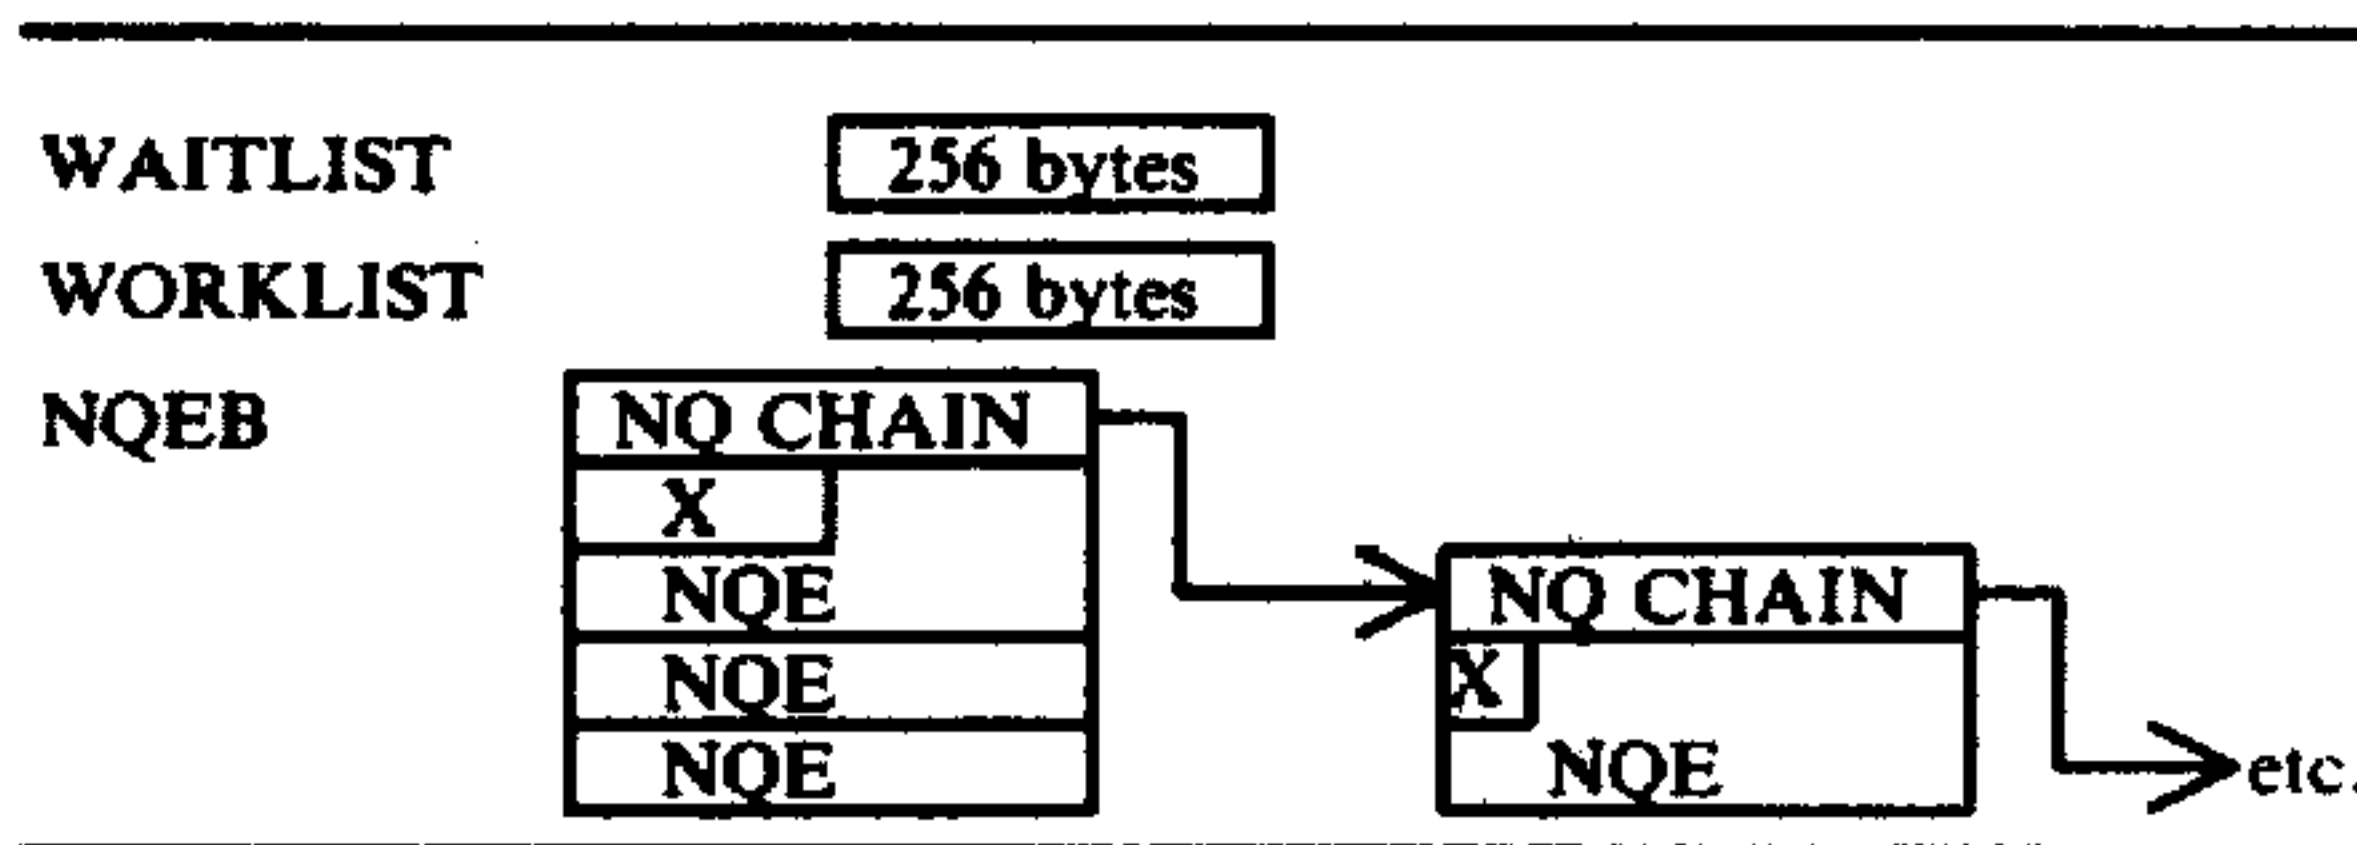 WAITLIST 256 bytes
WORKLIST 256 bytes
NQEB NQ CHAIN
X
NQE NQ CHAIN
NQE X
NQE NQE etc.